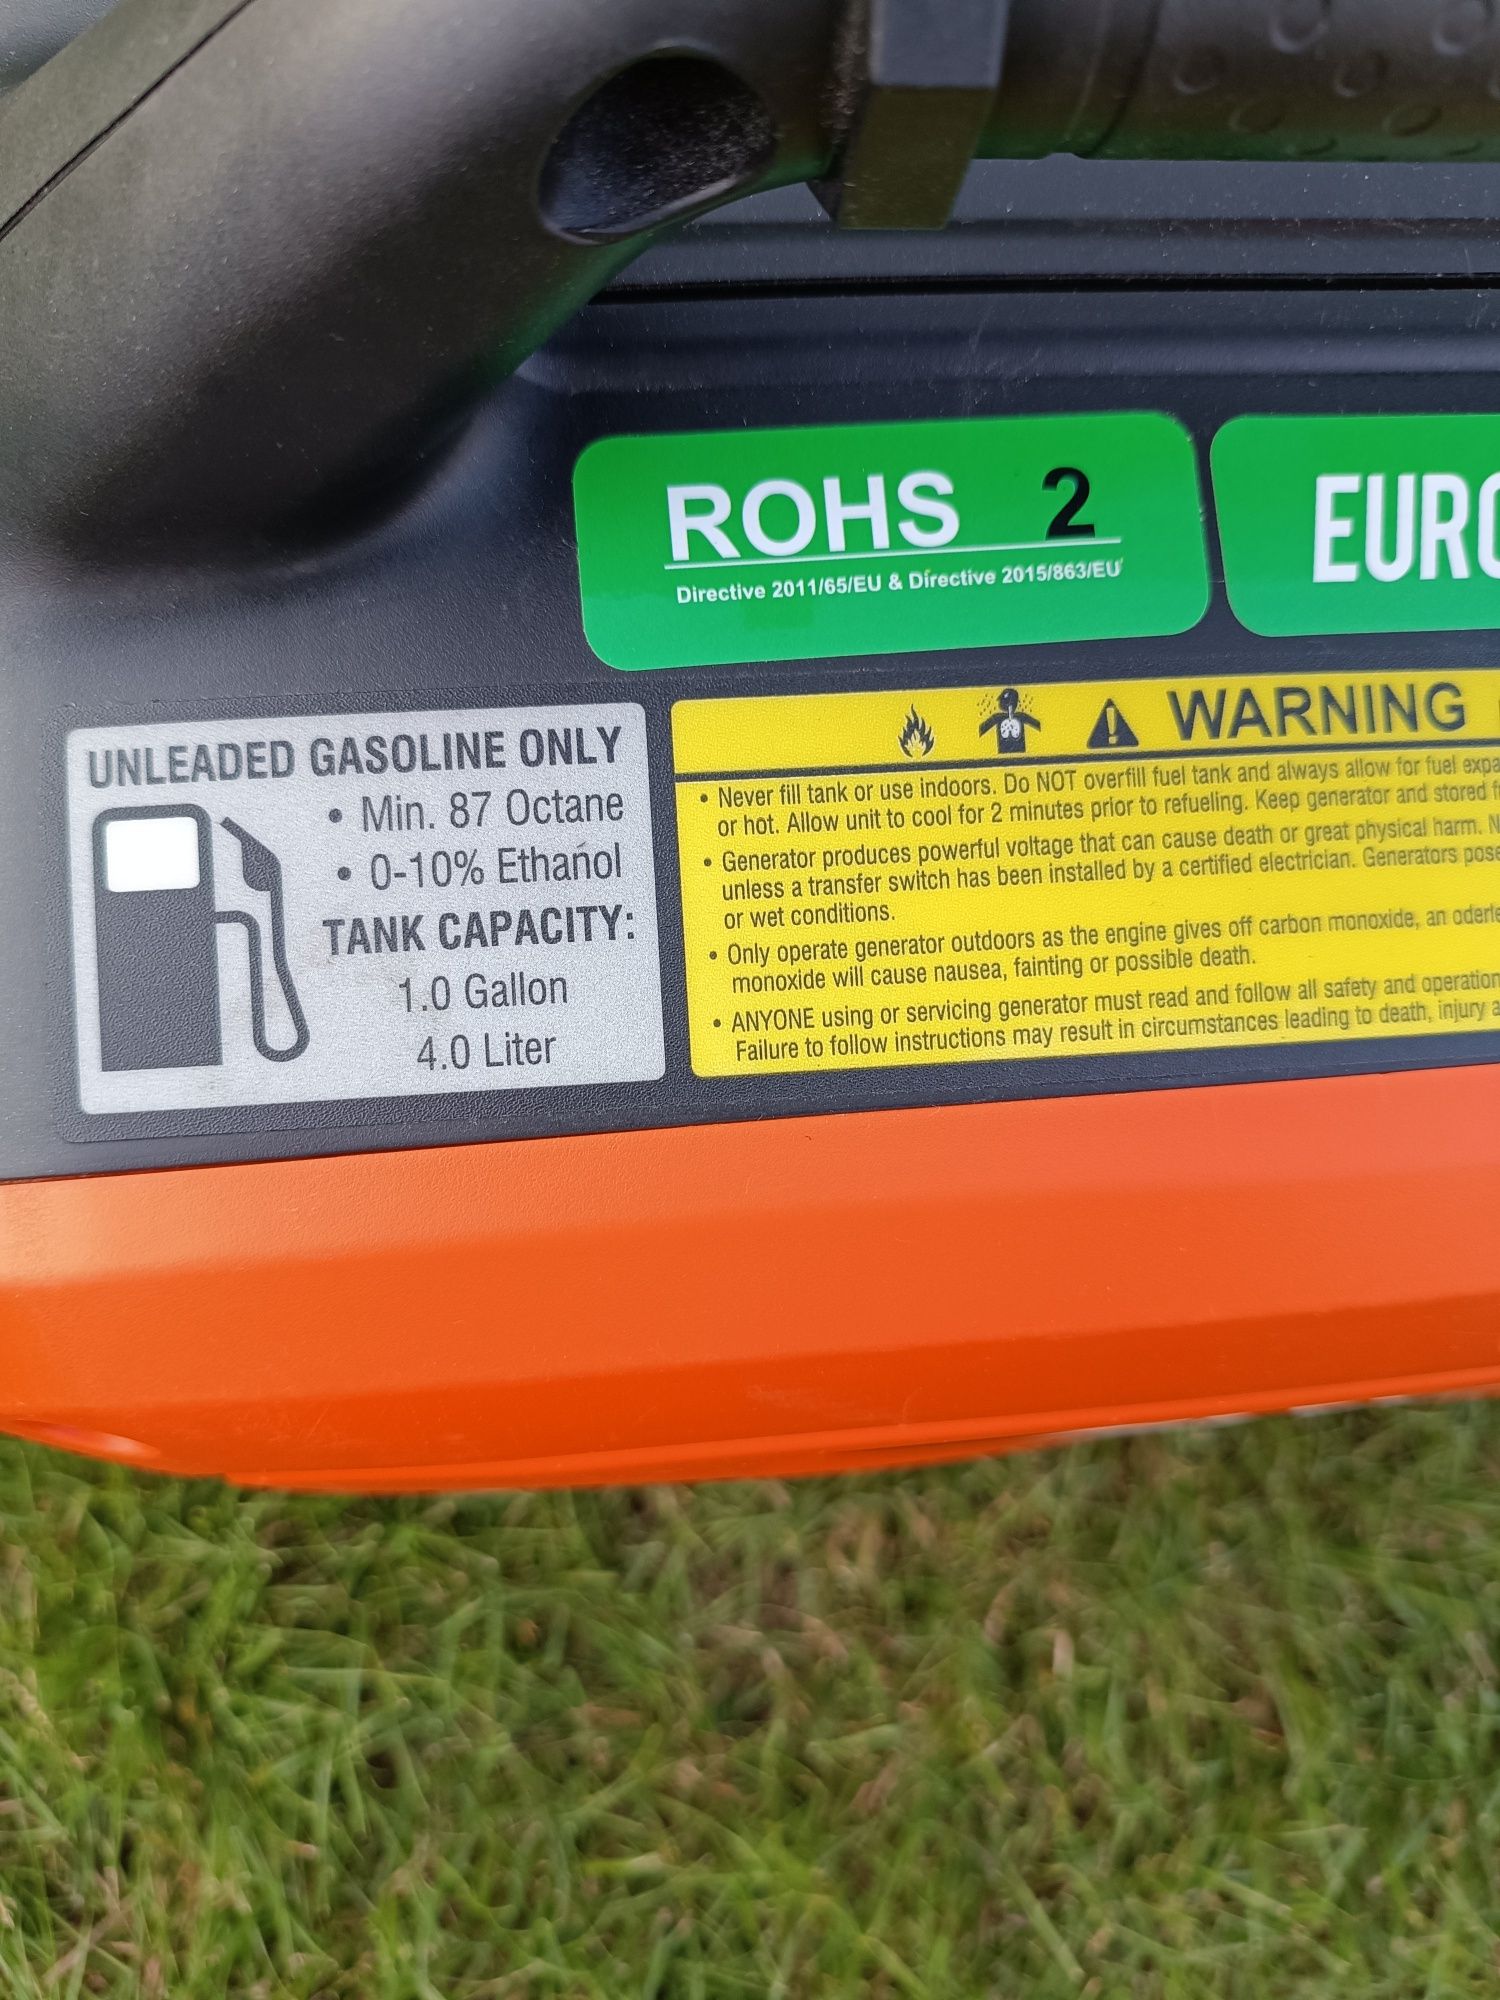 ROHS 2
Directive 2011/65/EU & Directive 2015/863/EU
EURO
UNLEADED GASOLINE ONLY
• Min. 87 Octane
• 0-10% Ethanol
TANK CAPACITY:
1.0 Gallon
4.0 Liter
WARNING
• Never fill tank or use indoors. Do NOT overfill fuel tank and always allow for fuel expa
or hot. Allow unit to cool for 2 minutes prior to refueling. Keep generator and stored f
• Generator produces powerful voltage that can cause death or great physical harm. N
unless a transfer switch has been installed by a certified electrician. Generators pose
or wet conditions.
• Only operate generator outdoors as the engine gives off carbon monoxide, an oderle
monoxide will cause nausea, fainting or possible death.
• ANYONE using or servicing generator must read and follow all safety and operation
Failure to follow instructions may result in circumstances leading to death, injury a